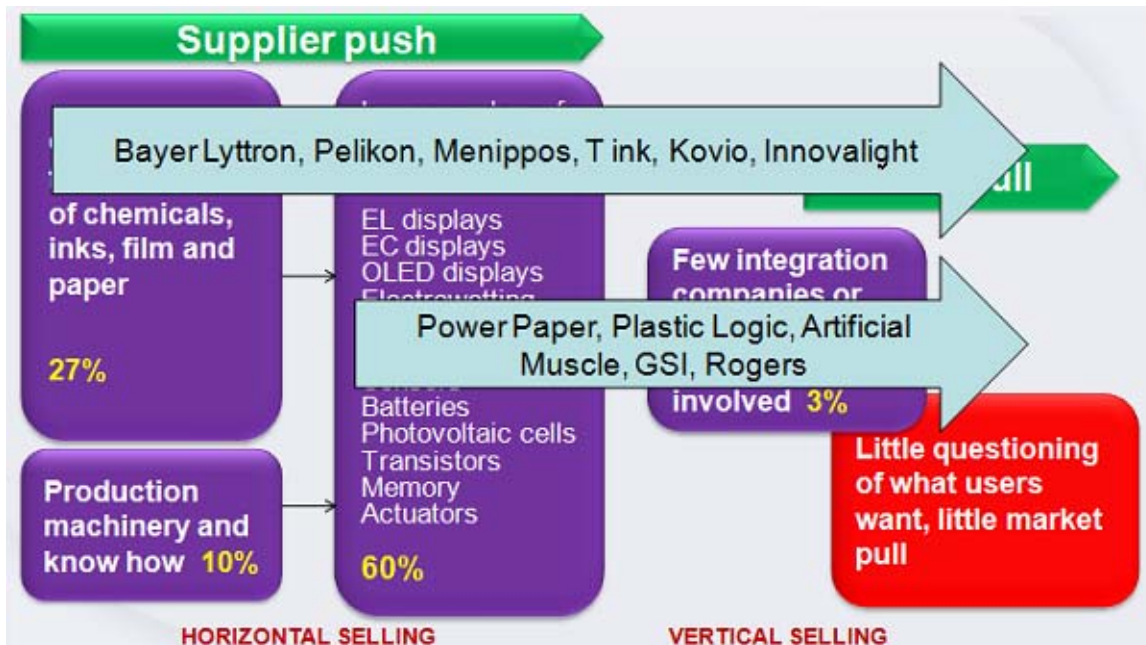 Supplier push
Bayer Lyttron, Pelikon, Menippos, T ink, Kovio, Innovalight
of chemicals,
inks, film and
paper
27%
Production
machinery and
know how 10%
EL displays
EC displays
OLED displays
Electrowetting
Power Paper, Plastic Logic, Artificial
Muscle, GSI, Rogers
Sensors
Batteries
Photovoltaic cells
Transistors
Memory
Actuators
60%
Few integration
companies or
involved 3%
Little questioning
of what users
want, little market
pull
HORIZONTAL SELLING
VERTICAL SELLING